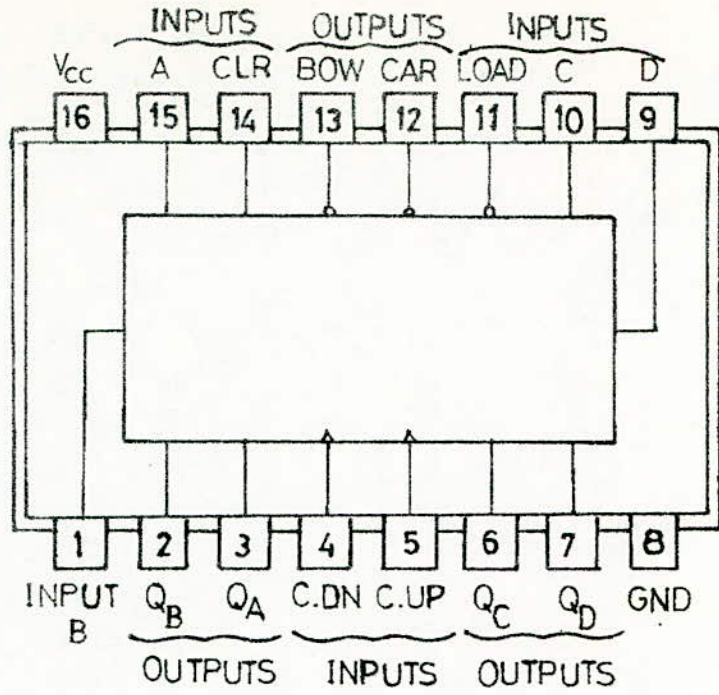 INPUTS OUTPUTS INPUTS
VCC A CLR BOW CAR LOAD C D
16 15 14 13 12 11 10 9
1 2 3 4 5 6 7 8
INPUT B QB QA C.DN C.UP QC QD GND
OUTPUTS INPUTS OUTPUTS